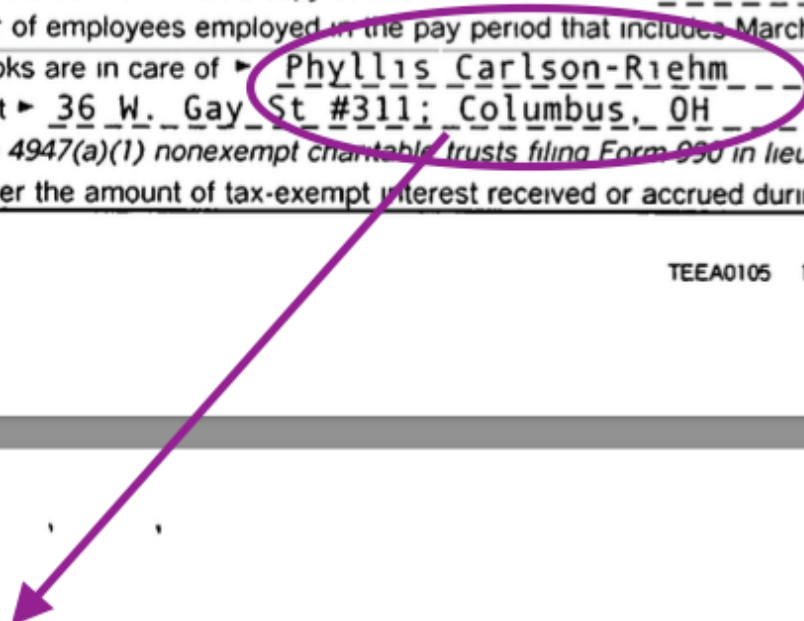 r of employees employed in the pay period that includes March
oks are in care of ► Phyllis Carlson-Riehm
t ► 36 W. Gay St #311; Columbus, OH
4947(a)(1) nonexempt charitable trusts filing Form 990 in lieu
er the amount of tax-exempt interest received or accrued duri
TEEA0105 1